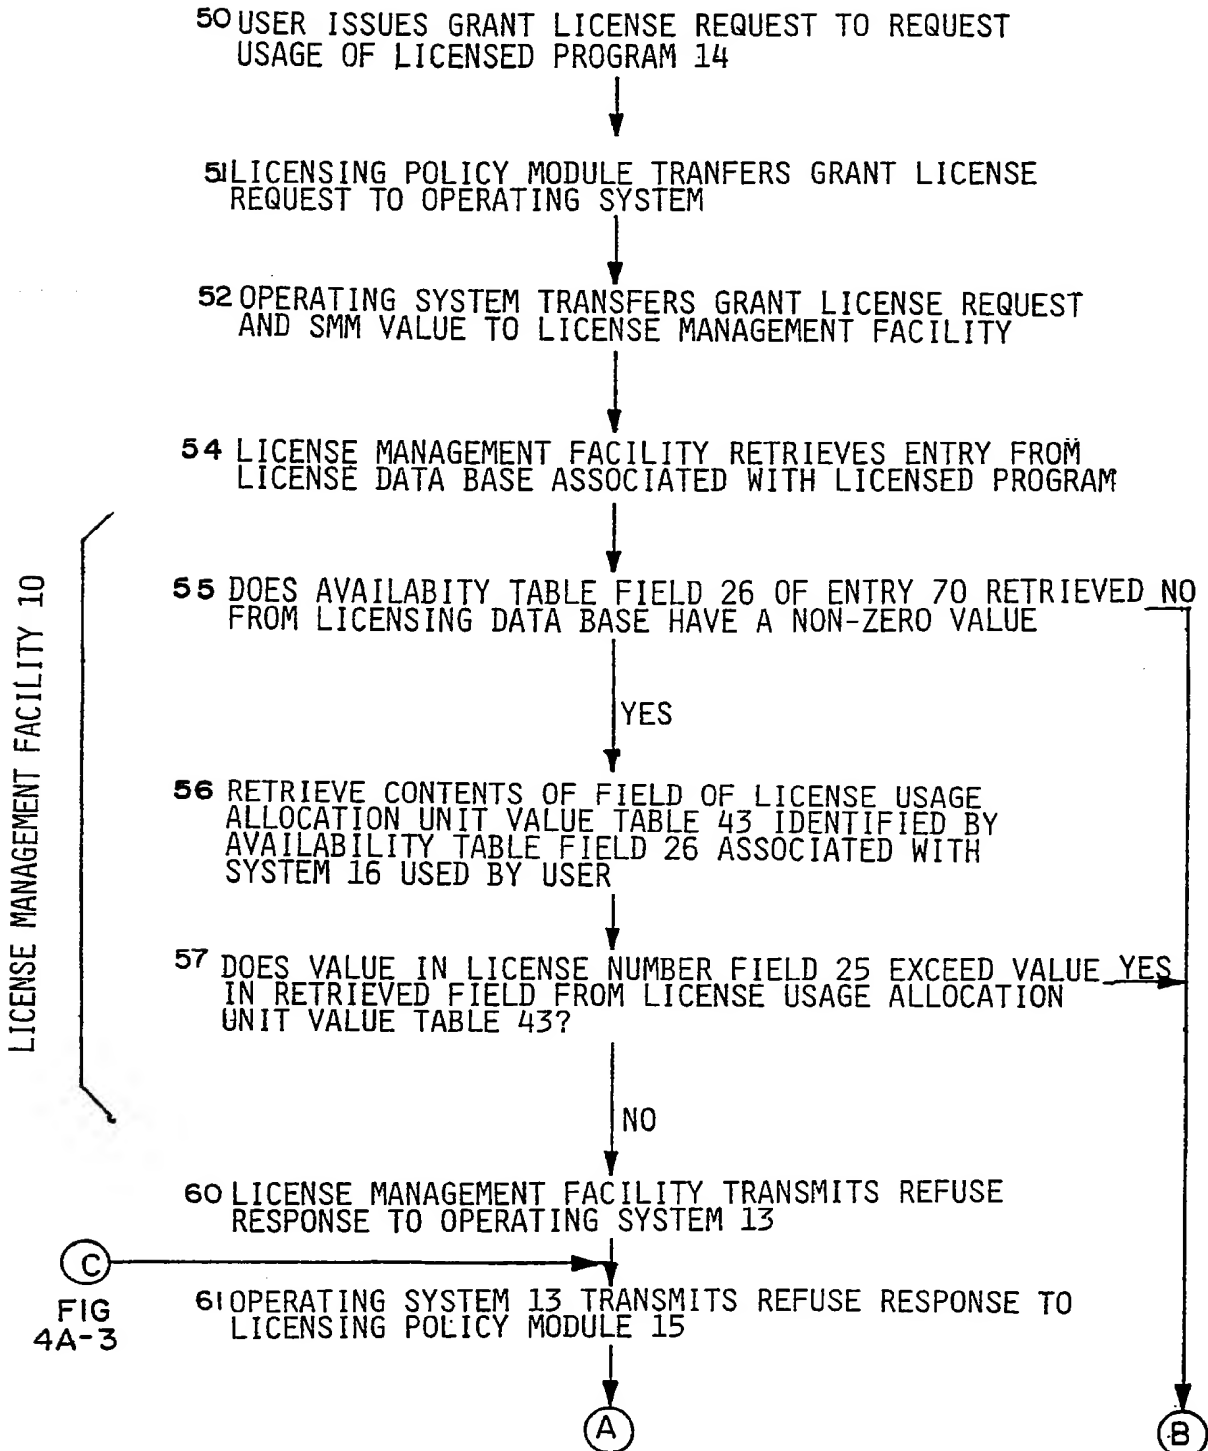 50 USER ISSUES GRANT LICENSE REQUEST TO REQUEST
USAGE OF LICENSED PROGRAM 14
51 LICENSING POLICY MODULE TRANFERS GRANT LICENSE
REQUEST TO OPERATING SYSTEM
52 OPERATING SYSTEM TRANSFERS GRANT LICENSE REQUEST
AND SMM VALUE TO LICENSE MANAGEMENT FACILITY
54 LICENSE MANAGEMENT FACILITY RETRIEVES ENTRY FROM
LICENSE DATA BASE ASSOCIATED WITH LICENSED PROGRAM
LICENSE MANAGEMENT FACILITY 10
55 DOES AVAILABITY TABLE FIELD 26 OF ENTRY 70 RETRIEVED NO
FROM LICENSING DATA BASE HAVE A NON-ZERO VALUE
YES
56 RETRIEVE CONTENTS OF FIELD OF LICENSE USAGE
ALLOCATION UNIT VALUE TABLE 43 IDENTIFIED BY
AVAILABILITY TABLE FIELD 26 ASSOCIATED WITH
SYSTEM 16 USED BY USER
57 DOES VALUE IN LICENSE NUMBER FIELD 25 EXCEED VALUE YES
IN RETRIEVED FIELD FROM LICENSE USAGE ALLOCATION
UNIT VALUE TABLE 43?
NO
60 LICENSE MANAGEMENT FACILITY TRANSMITS REFUSE
RESPONSE TO OPERATING SYSTEM 13
C
FIG
4A-3
61 OPERATING SYSTEM 13 TRANSMITS REFUSE RESPONSE TO
LICENSING POLICY MODULE 15
A
B